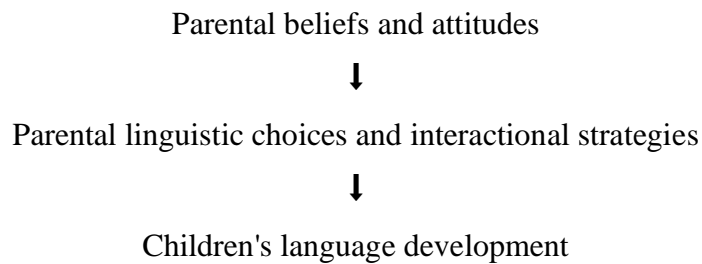 Parental beliefs and attitudes
Parental linguistic choices and interactional strategies
Children's language development